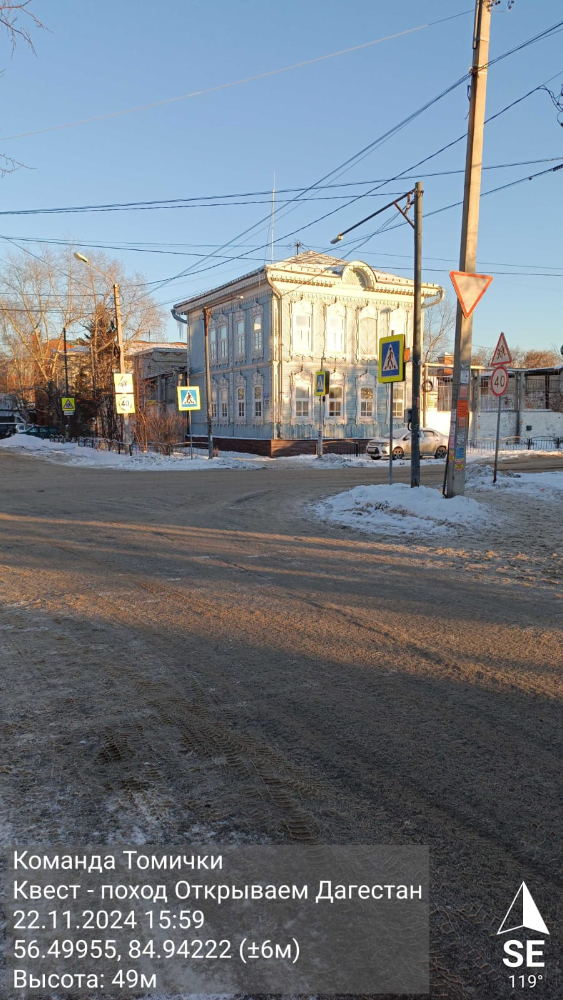 40
40
Команда Томички
Квест - поход Открываем Дагестан
22.11.2024 15:59
56.49955, 84.94222 (±6м)
Высота: 49м
SE
119°